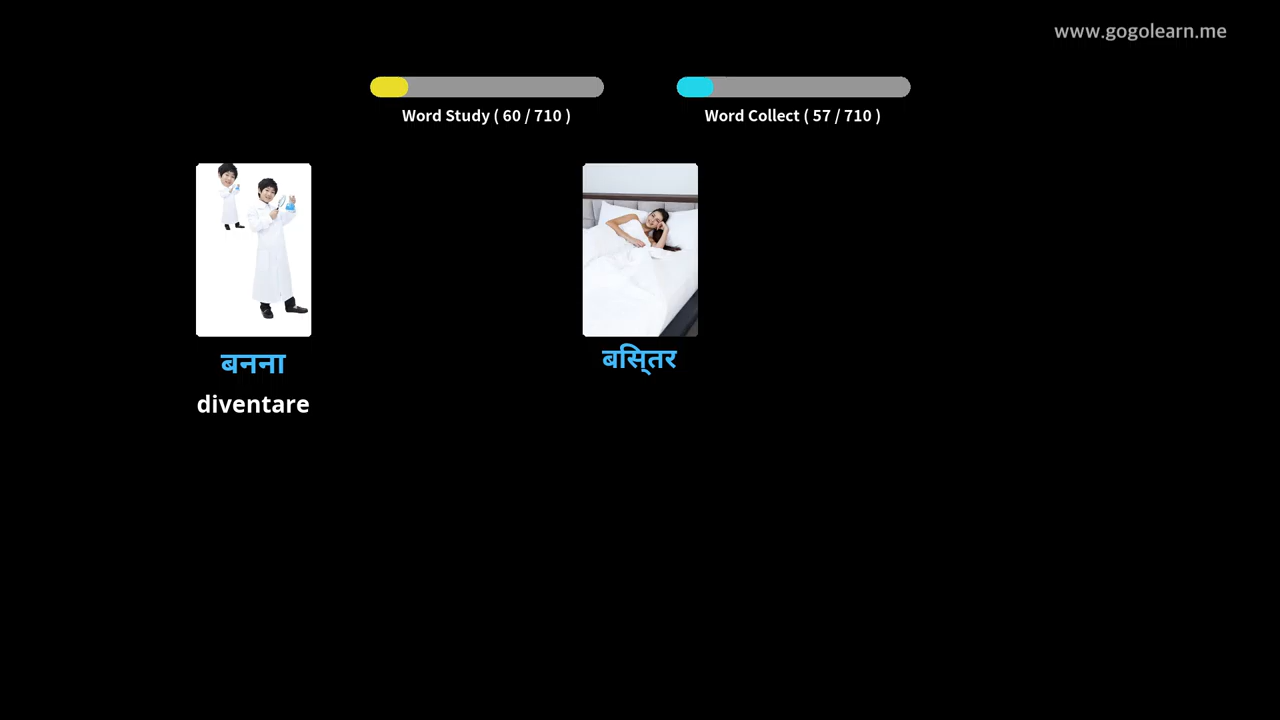 www.gogolearn.me
Word Study ( 60 / 710 )
Word Collect ( 57 / 710 )
बनना
diventare
बिस्तर